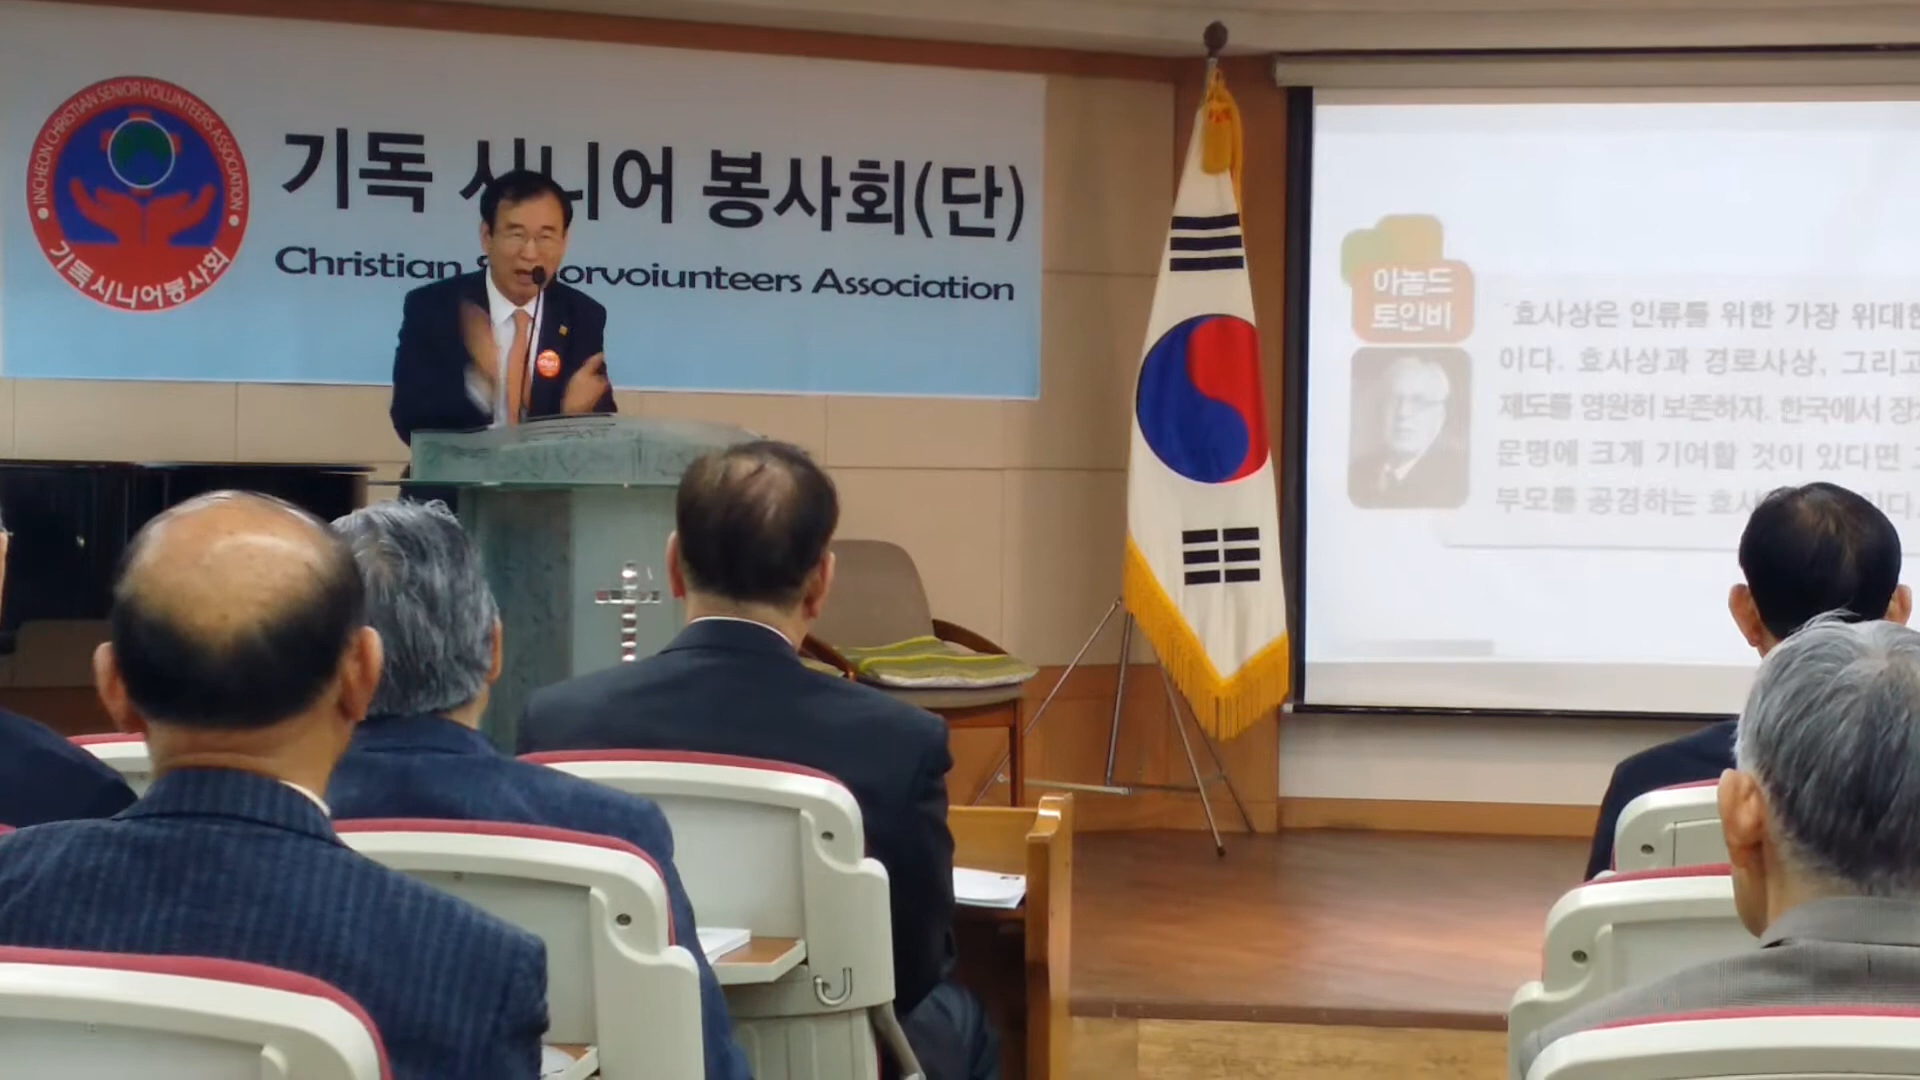 INCHEON CHRISTIAN SENIOR VOLUNTEERS ASSOCIATION
기독시니어봉사회
기독 시니어 봉사회(단)
Christian orvoiunteers Association
아놀드
토인비
효사상은 인류를 위한 가장 위대한
이다. 효사상과 경로사상, 그리고
제도를 영원히 보존하자. 한국에서 장
문명에 크게 기여할 것이 있다면
부모를 공경하는 효사